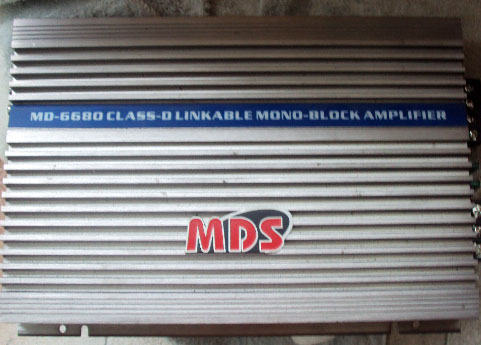 MD-6680 CLASS-D LINKABLE MONO-BLOCK AMPLIFIER
MDS